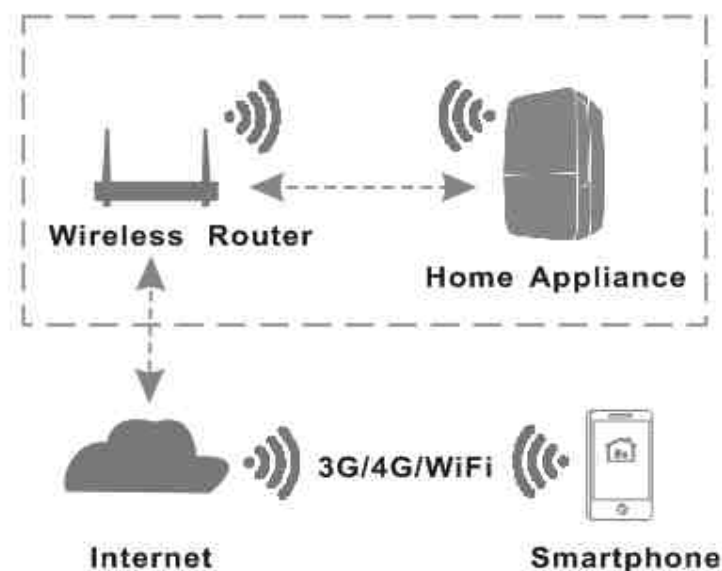 Wireless Router
Home Appliance
3G/4G/WiFi
Internet
Smartphone